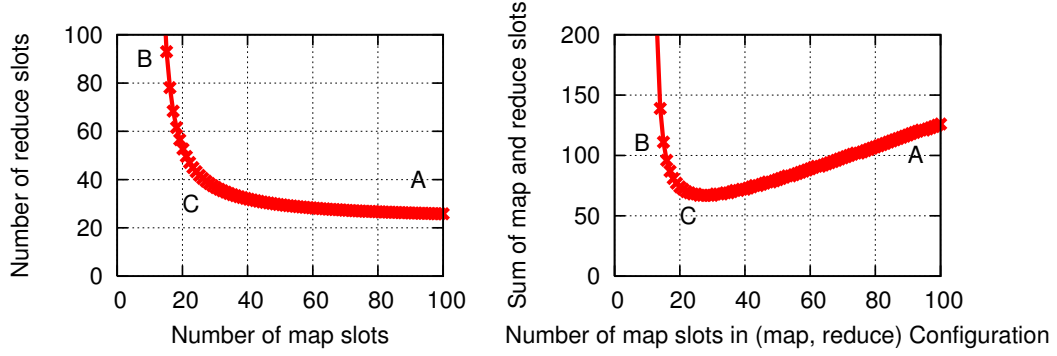 Number of reduce slots
100
80
60
40
20
0
0 20 40 60 80 100
Number of map slots
B
A
C
Sum of map and reduce slots
200
150
100
50
0
0 20 40 60 80 100
Number of map slots in (map, reduce) Configuration
B
A
C